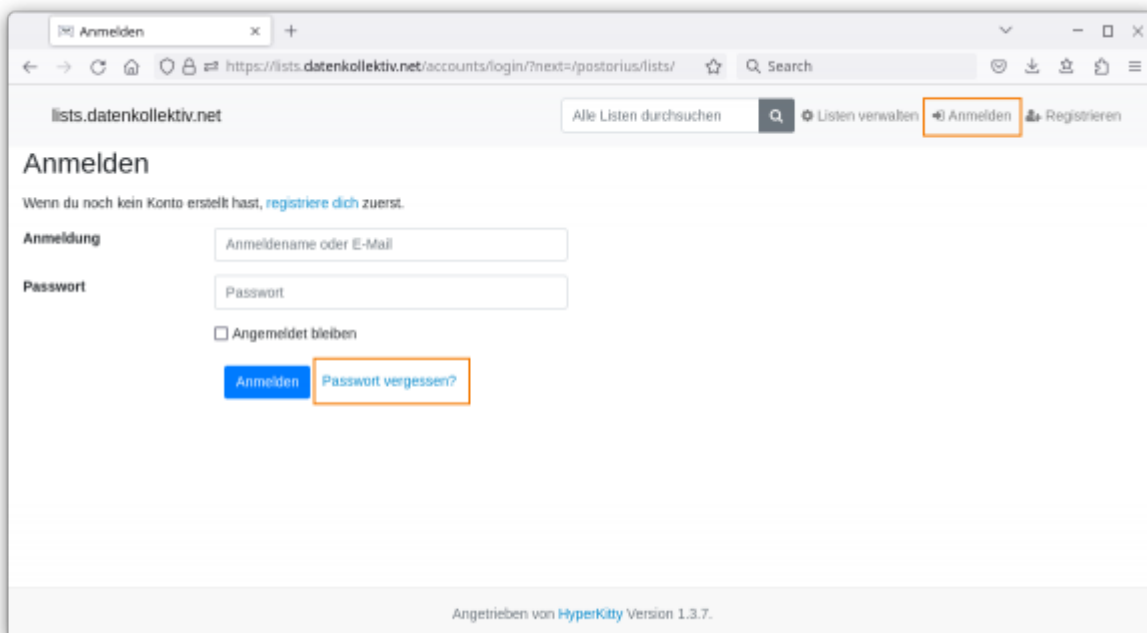 Anmelden
https://lists.datenkollektiv.net/accounts/login/?next=/postorius/lists/
Search
lists.datenkollektiv.net
Alle Listen durchsuchen
Listen verwalten
Anmelden
Registrieren
Anmelden
Wenn du noch kein Konto erstellt hast, registriere dich zuerst.
Anmeldung
Anmeldename oder E-Mail
Passwort
Passwort
Angemeldet bleiben
Anmelden
Passwort vergessen?
Angetrieben von HyperKitty Version 1.3.7.